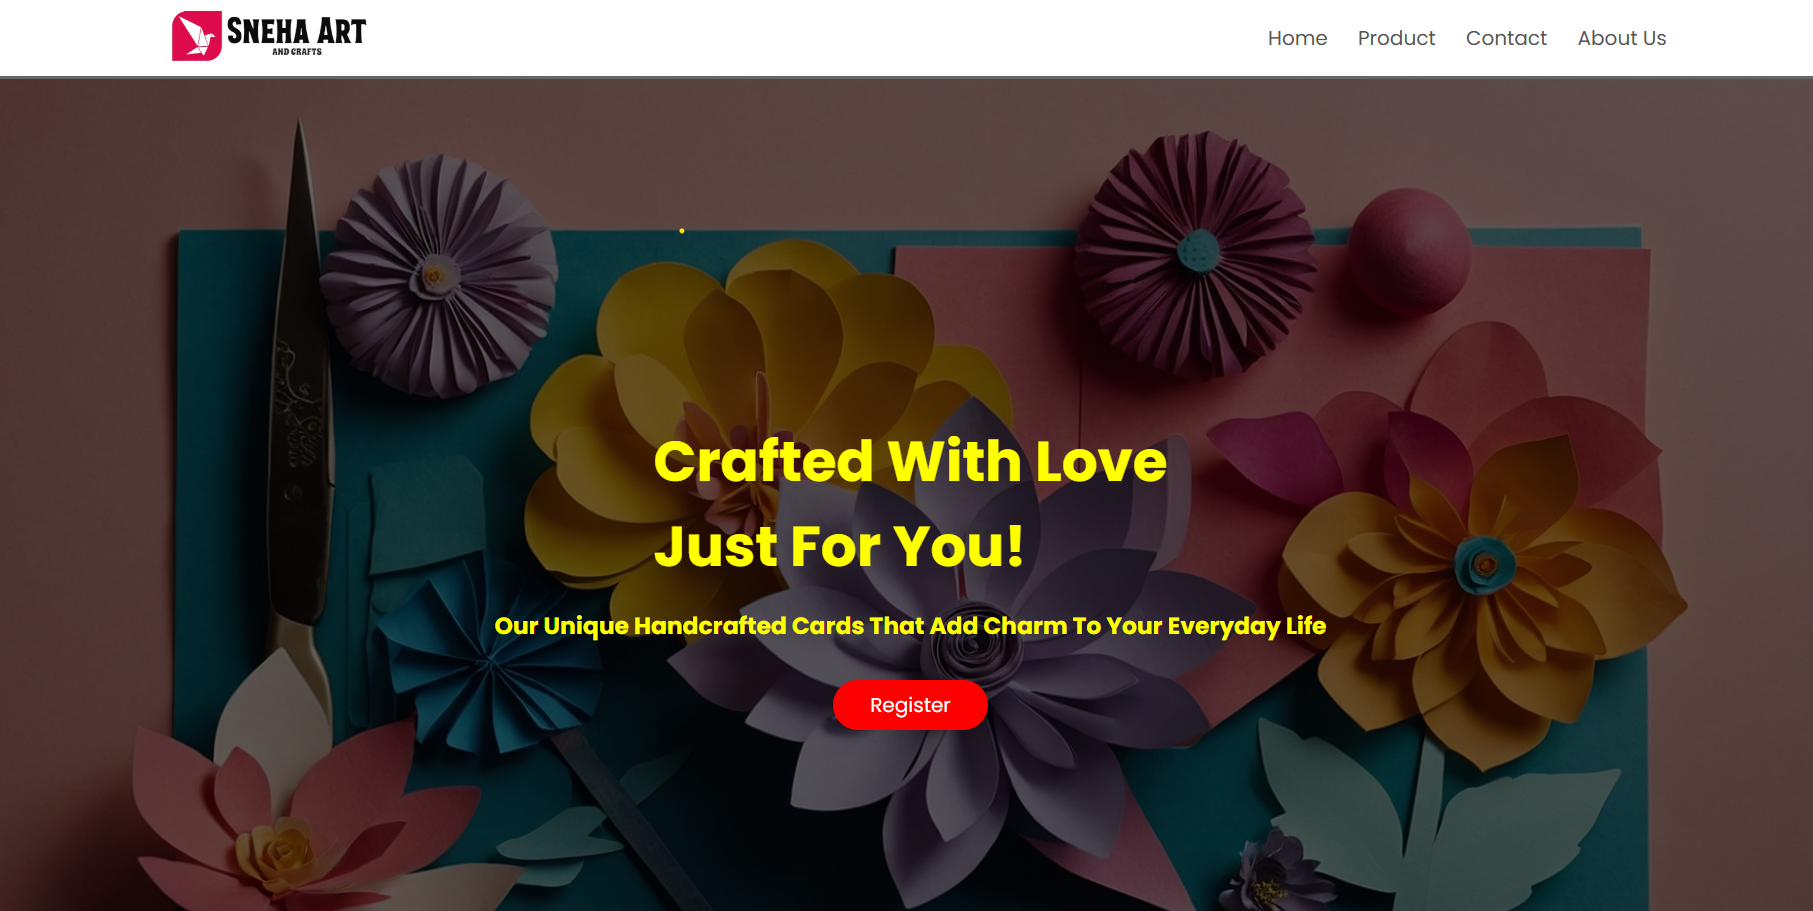 SNEHA ART
AND CRAFTS
Home Product Contact About Us
Crafted With Love
Just For You!
Our Unique Handcrafted Cards That Add Charm To Your Everyday Life
Register